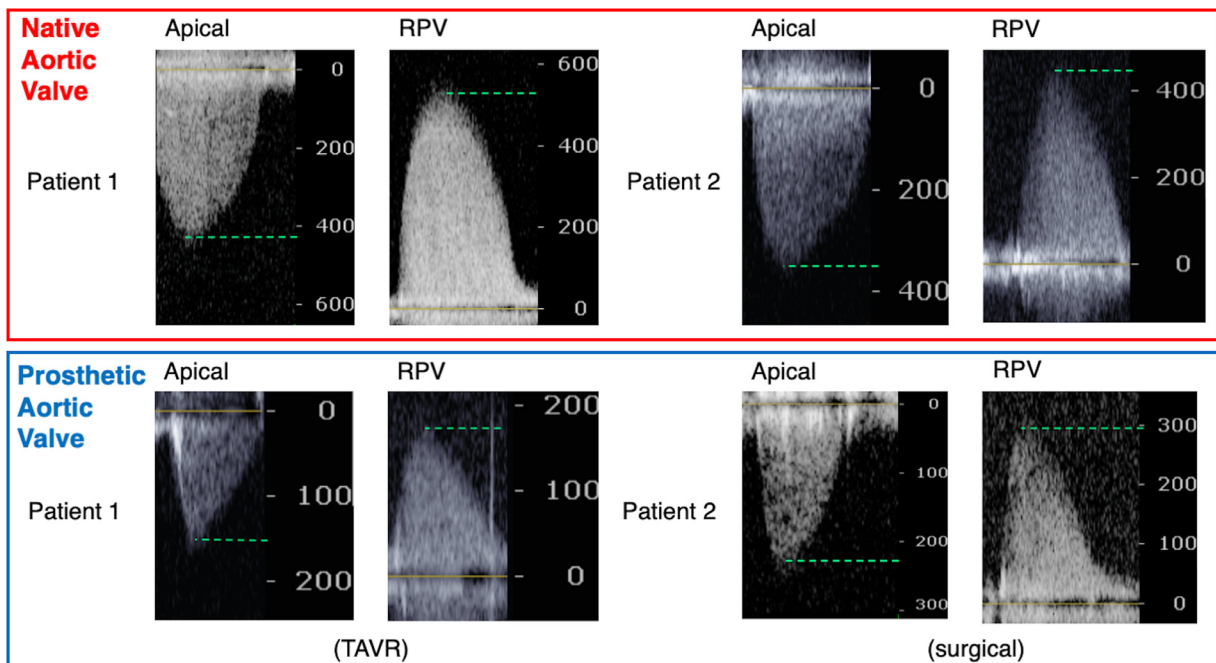 Native
Aortic
Valve
Apical
RPV
Apical
RPV
Patient 1
0
200
400
600
600
400
200
0
Patient 2
0
200
400
400
200
0
Prosthetic
Aortic
Valve
Apical
RPV
Apical
RPV
Patient 1
0
100
200
200
100
0
Patient 2
0
100
200
300
300
200
100
0
(TAVR)
(surgical)